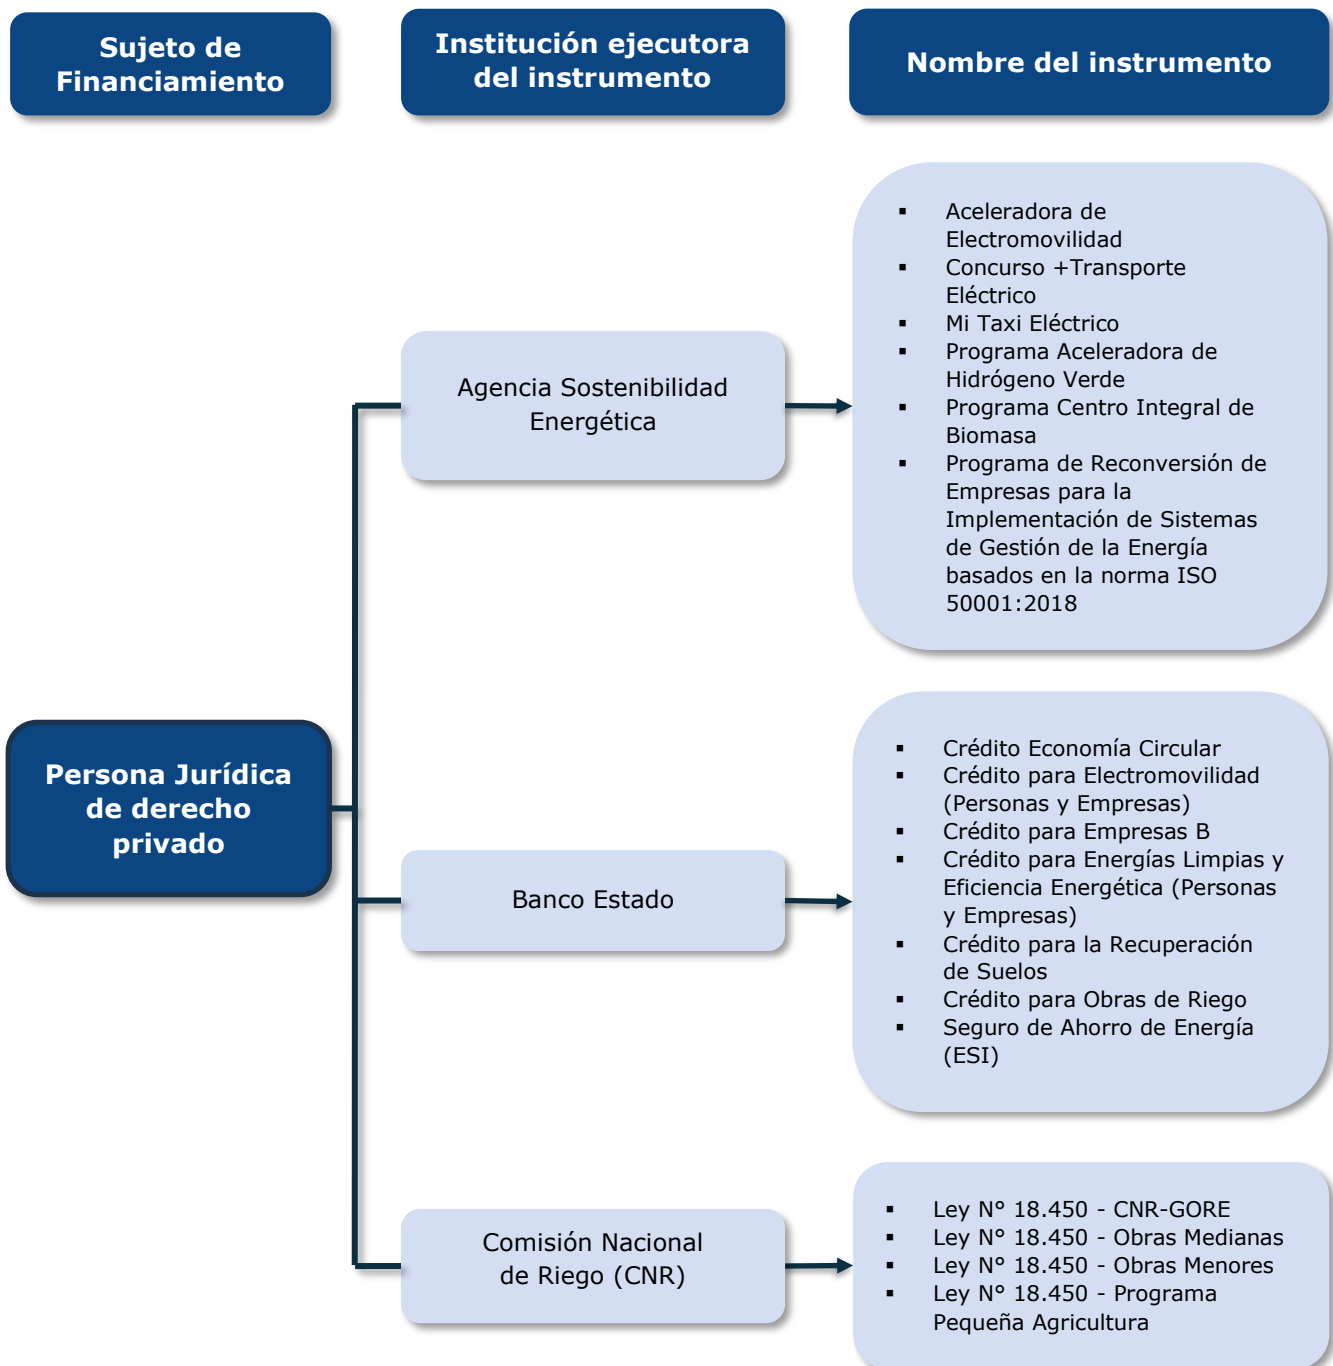 Sujeto de
Financiamiento
Institución ejecutora
del instrumento
Nombre del instrumento
Persona Jurídica
de derecho
privado
Agencia Sostenibilidad
Energética
▪ Aceleradora de
Electromovilidad
▪ Concurso +Transporte
Eléctrico
▪ Mi Taxi Eléctrico
▪ Programa Aceleradora de
Hidrógeno Verde
▪ Programa Centro Integral de
Biomasa
▪ Programa de Reconversión de
Empresas para la
Implementación de Sistemas
de Gestión de la Energía
basados en la norma ISO
50001:2018
Banco Estado
▪ Crédito Economía Circular
▪ Crédito para Electromovilidad
(Personas y Empresas)
▪ Crédito para Empresas B
▪ Crédito para Energías Limpias y
Eficiencia Energética (Personas
y Empresas)
▪ Crédito para la Recuperación
de Suelos
▪ Crédito para Obras de Riego
▪ Seguro de Ahorro de Energía
(ESI)
Comisión Nacional
de Riego (CNR)
▪ Ley N° 18.450 - CNR-GORE
▪ Ley N° 18.450 - Obras Medianas
▪ Ley N° 18.450 - Obras Menores
▪ Ley N° 18.450 - Programa
Pequeña Agricultura